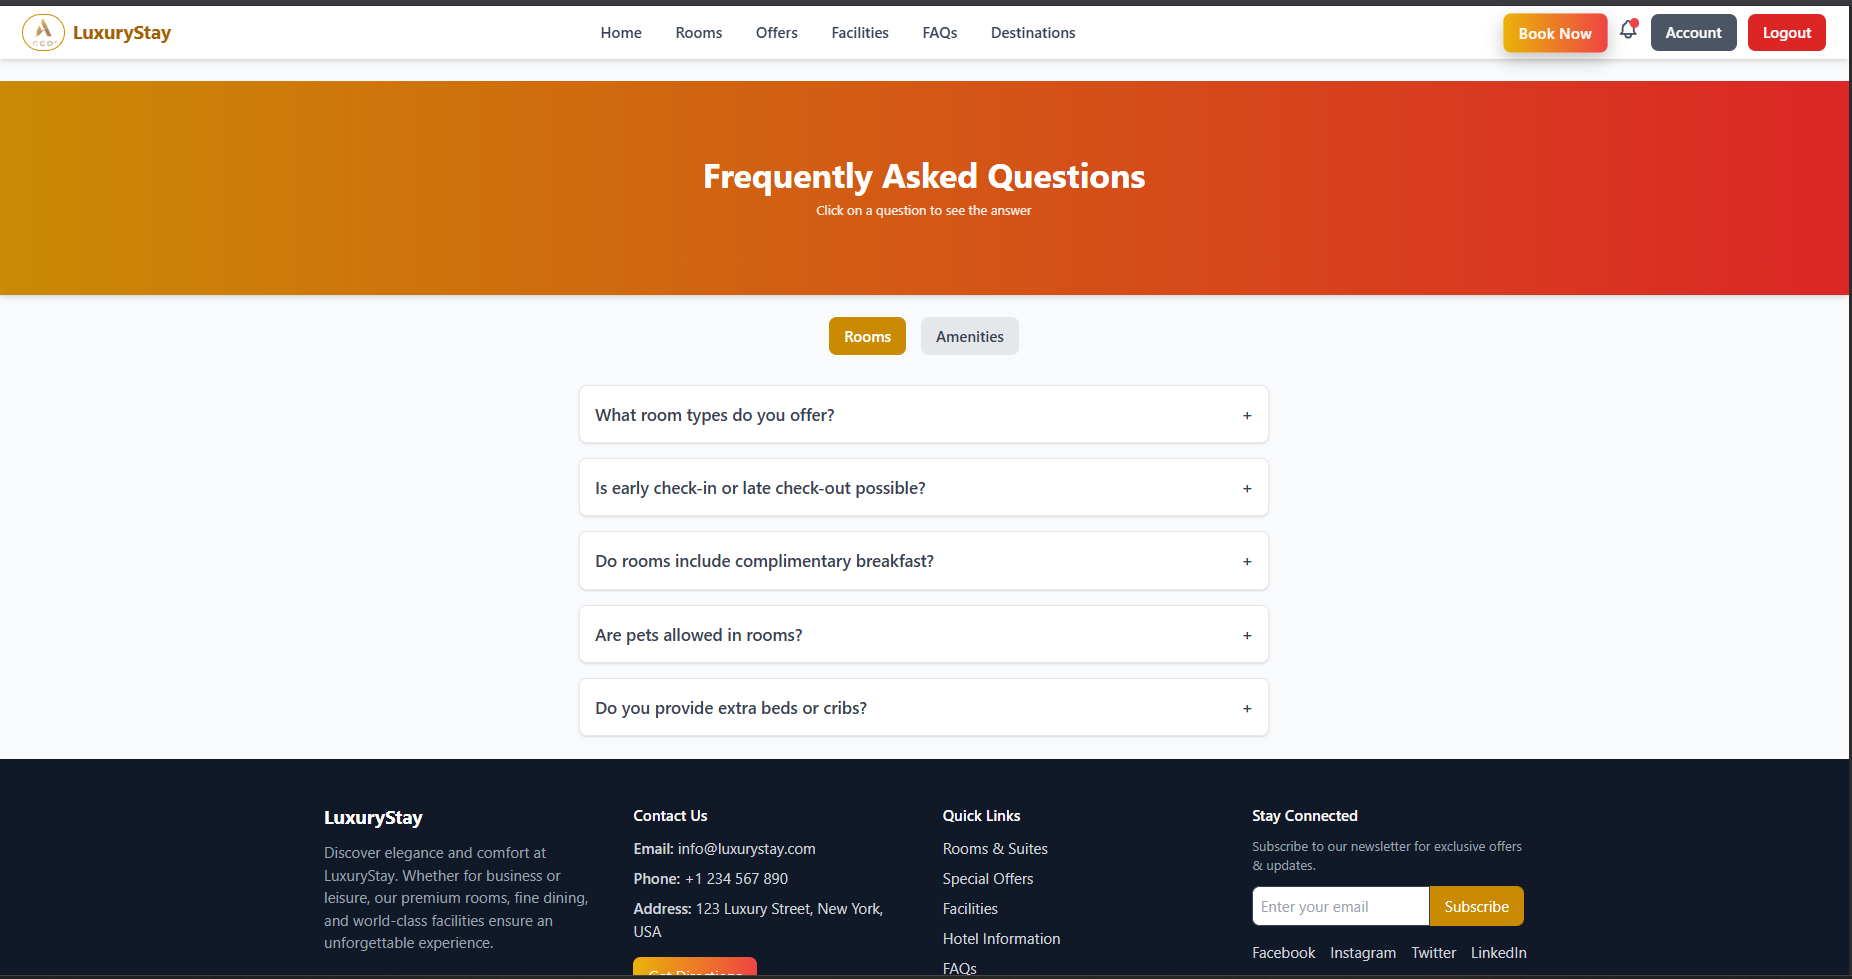 LuxuryStay
Home
Rooms
Offers
Facilities
FAQs
Destinations
Book Now
Account
Logout
Frequently Asked Questions
Click on a question to see the answer
Rooms
Amenities
What room types do you offer?
+
Is early check-in or late check-out possible?
+
Do rooms include complimentary breakfast?
+
Are pets allowed in rooms?
+
Do you provide extra beds or cribs?
+
LuxuryStay
Discover elegance and comfort at
LuxuryStay. Whether for business or
leisure, our premium rooms, fine dining,
and world-class facilities ensure an
unforgettable experience.
Contact Us
Email: info@luxurystay.com
Phone: +1 234 567 890
Address: 123 Luxury Street, New York,
USA
Get Directions
Quick Links
Rooms & Suites
Special Offers
Facilities
Hotel Information
FAQs
Stay Connected
Subscribe to our newsletter for exclusive offers
& updates.
Enter your email
Subscribe
Facebook
Instagram
Twitter
LinkedIn